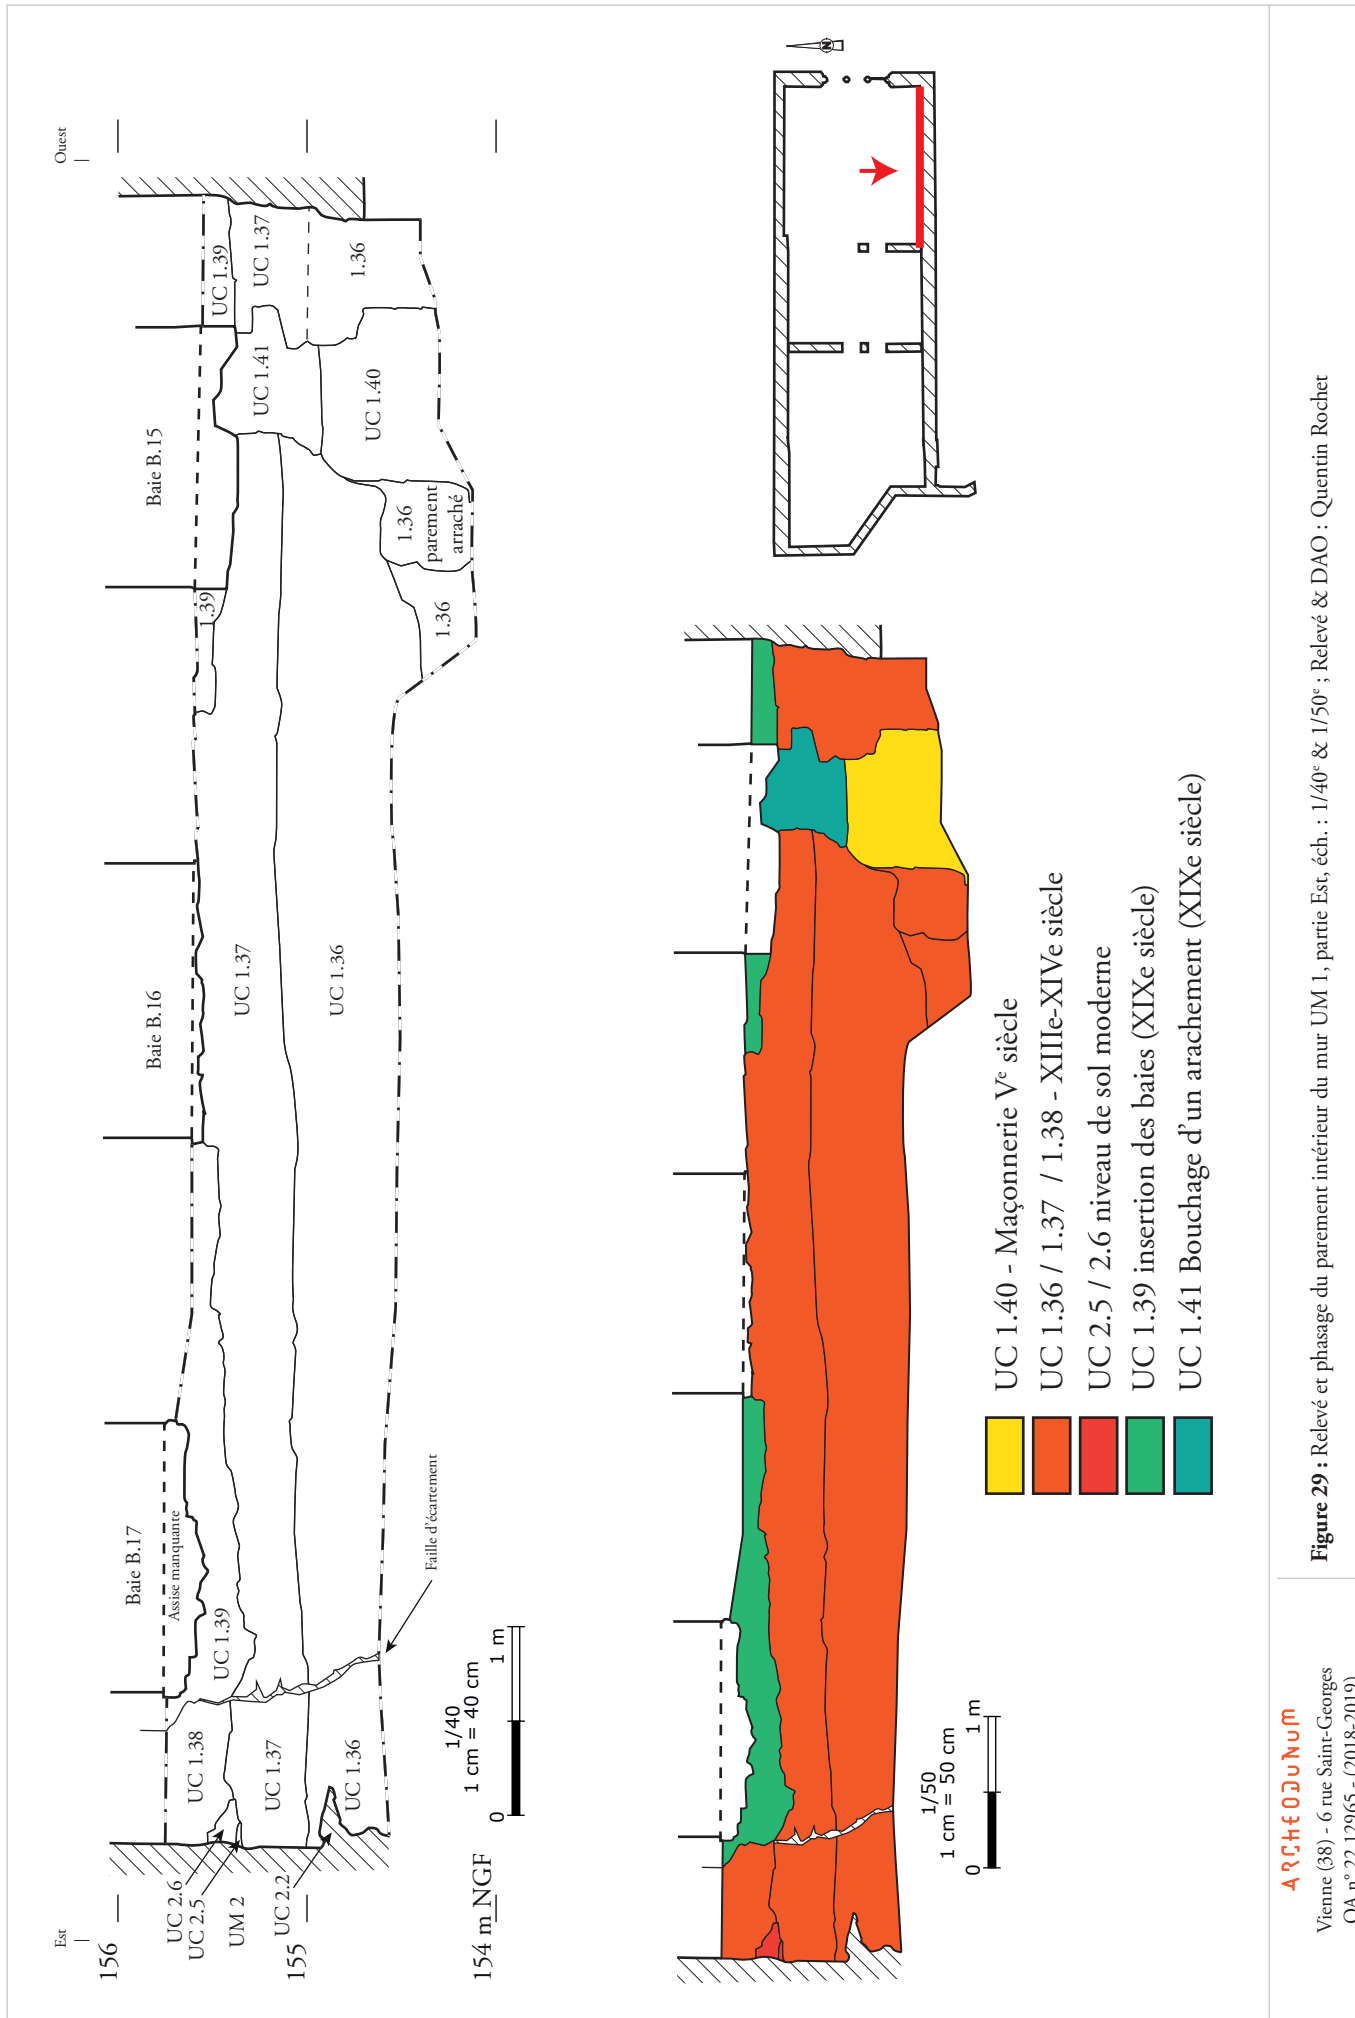 Est
Ouest
156
155
154 m NGF
Baie B.17
Baie B.16
Baie B.15
Assise manquante
UC 2.6
UC 2.5
UM 2
UC 2.2
UC 1.38
UC 1.37
UC 1.36
UC 1.39
UC 1.37
UC 1.36
1.39
1.36
1.36
parement
arraché
UC 1.41
UC 1.40
UC 1.39
UC 1.37
1.36
Faille d'écartement
1/40
1 cm = 40 cm
0
1 m
N
1/50
1 cm = 50 cm
0
1 m
UC 1.40 - Maçonnerie Ve siècle
UC 1.36 / 1.37 / 1.38 - XIIIe-XIVe siècle
UC 2.5 / 2.6 niveau de sol moderne
UC 1.39 insertion des baies (XIXe siècle)
UC 1.41 Bouchage d'un arachement (XIXe siècle)
ARCHEODUNUM
Vienne (38) - 6 rue Saint-Georges
OA n° 22 12965 - (2018-2019)
Figure 29 : Relevé et phasage du parement intérieur du mur UM 1, partie Est, éch. : 1/40e & 1/50e ; Relevé & DAO : Quentin Rochet